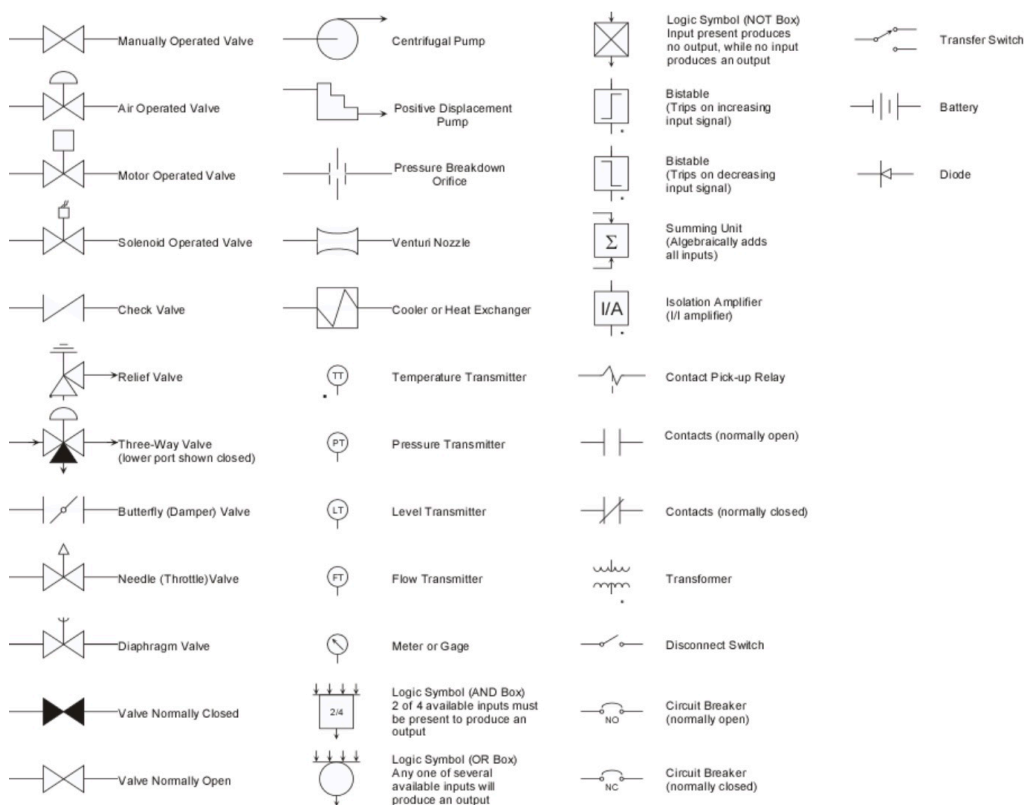 Manually Operated Valve
Air Operated Valve
Motor Operated Valve
Solenoid Operated Valve
Check Valve
Relief Valve
Three-Way Valve
(lower port shown closed)
Butterfly (Damper) Valve
Needle (Throttle)Valve
Diaphragm Valve
Valve Normally Closed
Valve Normally Open
Centrifugal Pump
Positive Displacement
Pump
Pressure Breakdown
Orifice
Venturi Nozzle
Cooler or Heat Exchanger
TT
Temperature Transmitter
PT
Pressure Transmitter
LT
Level Transmitter
FT
Flow Transmitter
Meter or Gage
2/4
Logic Symbol (AND Box)
2 of 4 available inputs must
be present to produce an
output
Logic Symbol (OR Box)
Any one of several
available inputs will
produce an output
Logic Symbol (NOT Box)
Input present produces
no output, while no input
produces an output
Bistable
(Trips on increasing
input signal)
Bistable
(Trips on decreasing
input signal)
Σ
Summing Unit
(Algebraically adds
all inputs)
I/A
Isolation Amplifier
(I/I amplifier)
Contact Pick-up Relay
Contacts (normally open)
Contacts (normally closed)
Transformer
Disconnect Switch
NO
Circuit Breaker
(normally open)
NC
Circuit Breaker
(normally closed)
Transfer Switch
Battery
Diode